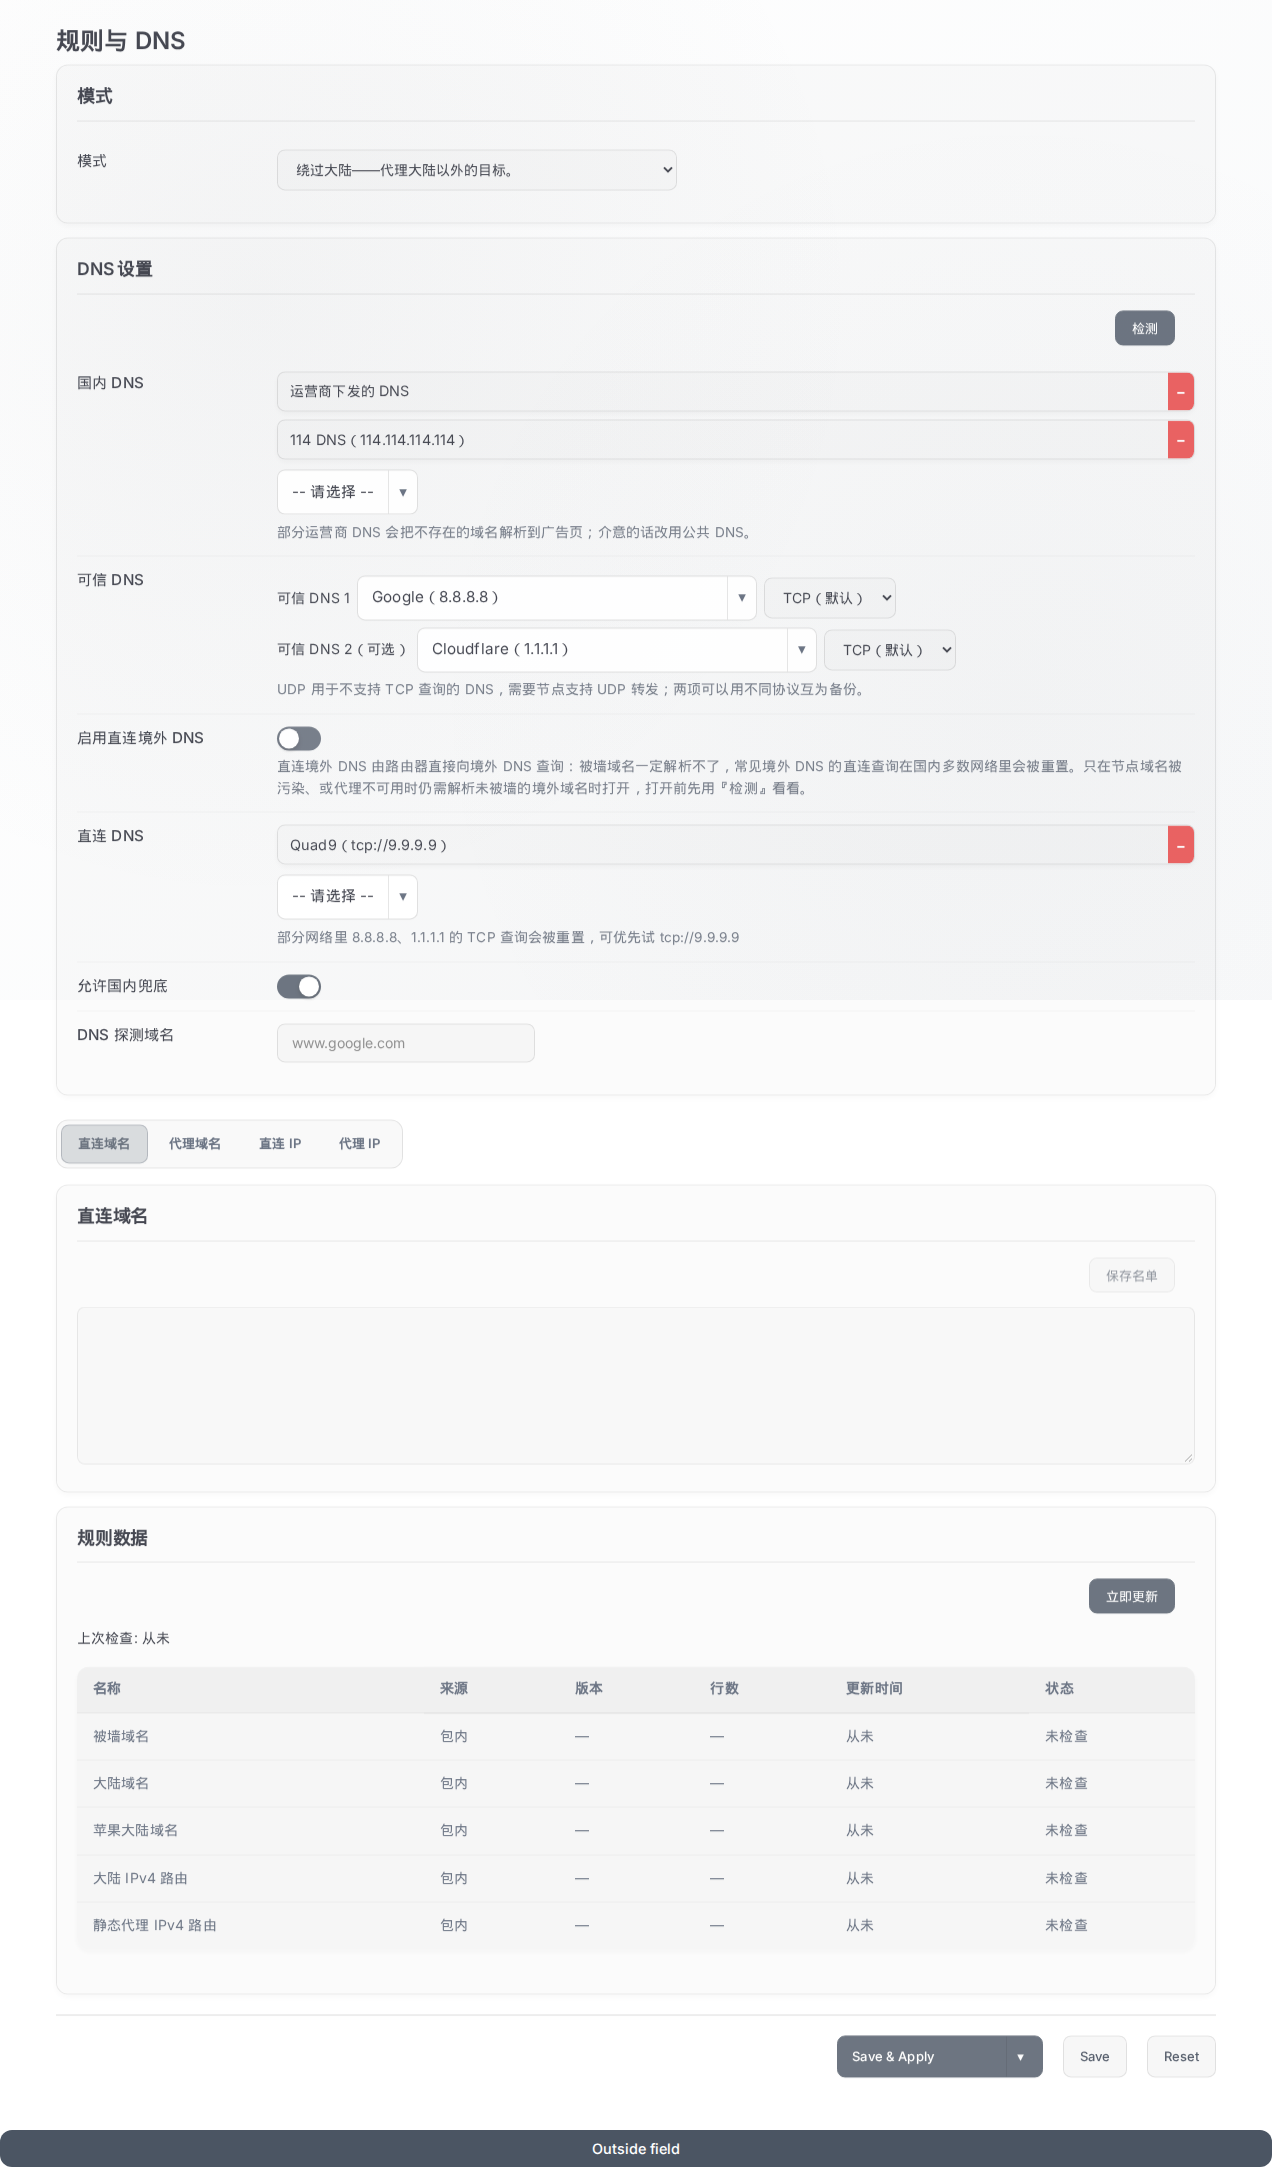 规则与 DNS
模式
模式
绕过大陆——代理大陆以外的目标。
DNS 设置
检测
国内 DNS
运营商下发的 DNS
−
114 DNS（114.114.114.114）
−
-- 请选择 --
▾
部分运营商 DNS 会把不存在的域名解析到广告页；介意的话改用公共 DNS。
可信 DNS
可信 DNS 1
Google（8.8.8.8）
▾
TCP（默认）
可信 DNS 2（可选）
Cloudflare（1.1.1.1）
▾
TCP（默认）
UDP 用于不支持 TCP 查询的 DNS，需要节点支持 UDP 转发；两项可以用不同协议互为备份。
启用直连境外 DNS
直连境外 DNS 由路由器直接向境外 DNS 查询：被墙域名一定解析不了，常见境外 DNS 的直连查询在国内多数网络里会被重置。只在节点域名被
污染、或代理不可用时仍需解析未被墙的境外域名时打开，打开前先用『检测』看看。
直连 DNS
Quad9（tcp://9.9.9.9）
−
-- 请选择 --
▾
部分网络里 8.8.8.8、1.1.1.1 的 TCP 查询会被重置，可优先试 tcp://9.9.9.9
允许国内兜底
DNS 探测域名
www.google.com
直连域名
代理域名
直连 IP
代理 IP
直连域名
保存名单
规则数据
立即更新
上次检查: 从未
名称 来源 版本 行数 更新时间 状态
被墙域名 包内 — — 从未 未检查
大陆域名 包内 — — 从未 未检查
苹果大陆域名 包内 — — 从未 未检查
大陆 IPv4 路由 包内 — — 从未 未检查
静态代理 IPv4 路由 包内 — — 从未 未检查
Save & Apply
▾
Save
Reset
Outside field